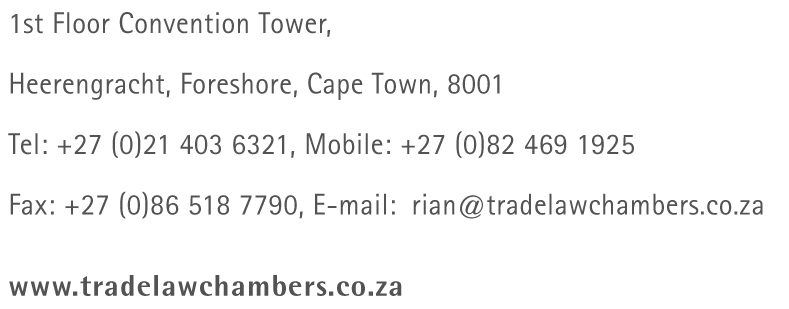 1st Floor Convention Tower,
Heerengracht, Foreshore, Cape Town, 8001
Tel: +27 (0)21 403 6321, Mobile: +27 (0)82 469 1925
Fax: +27 (0)86 518 7790, E-mail:  rian@tradelawchambers.co.za
www.tradelawchambers.co.za